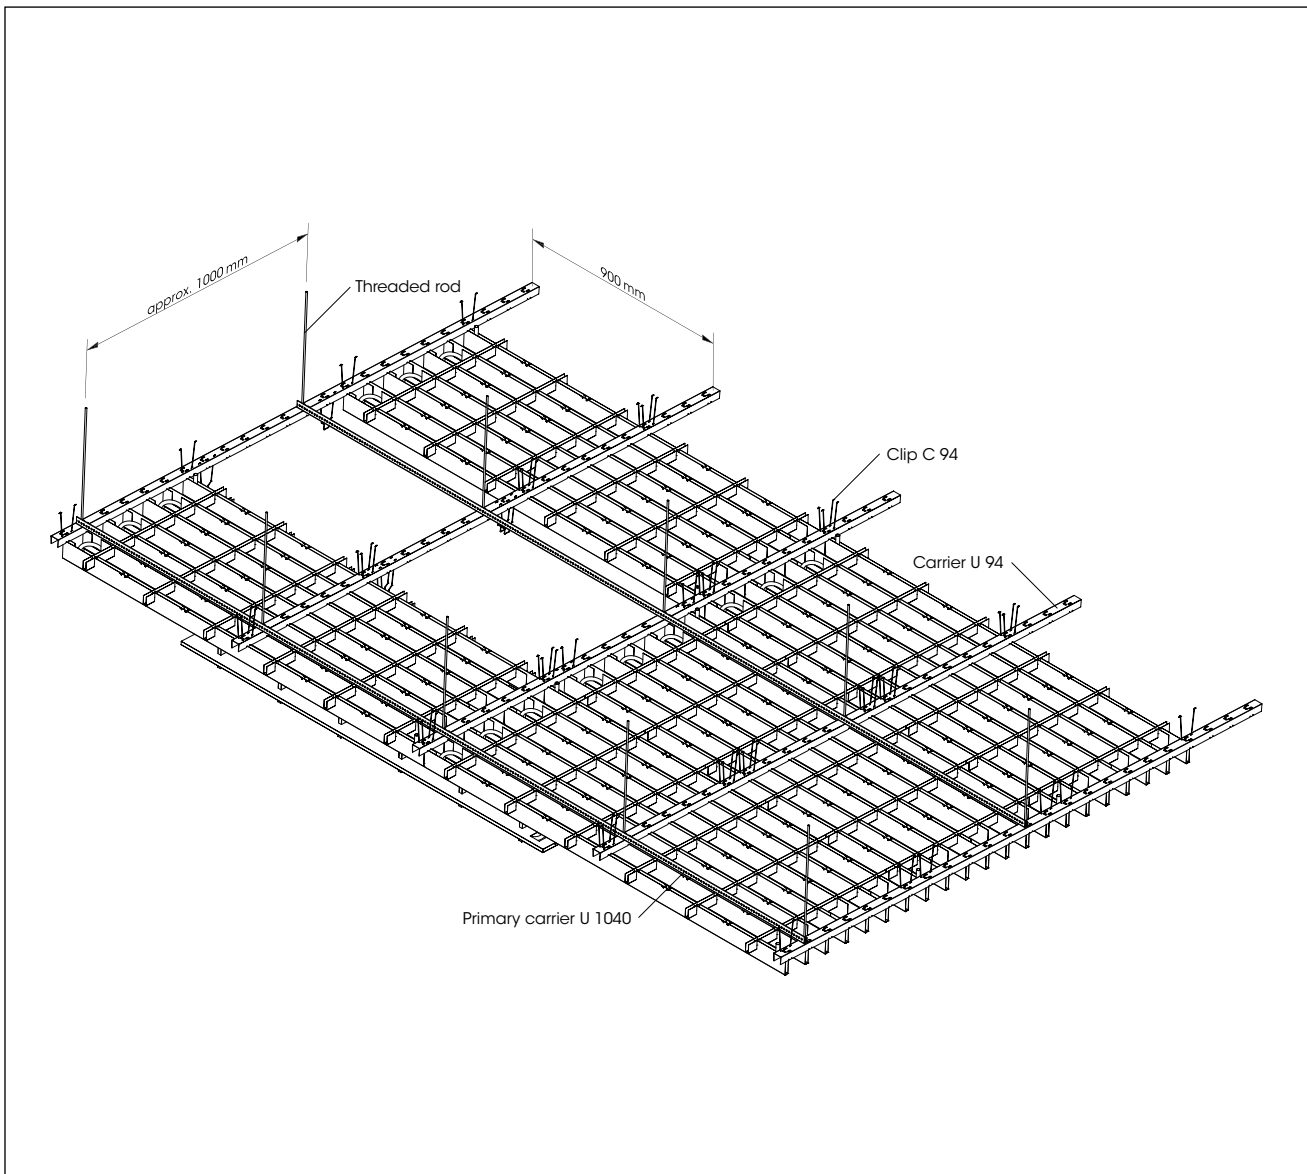 approx. 1000 mm
900 mm
Threaded rod
Clip C 94
Carrier U 94
Primary carrier U 1040